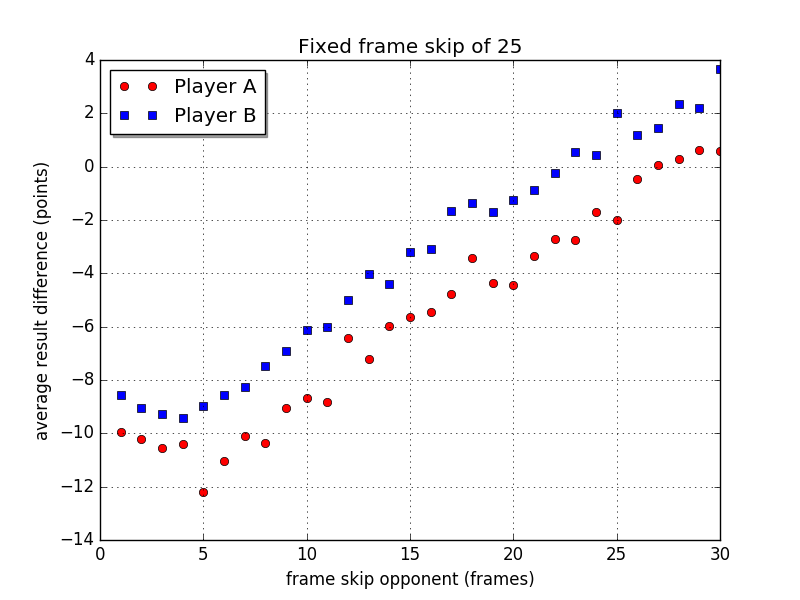 Fixed frame skip of 25
Player A
Player B
4
2
0
−2
−4
−6
−8
−10
−12
−14
average result difference (points)
0 5 10 15 20 25 30
frame skip opponent (frames)